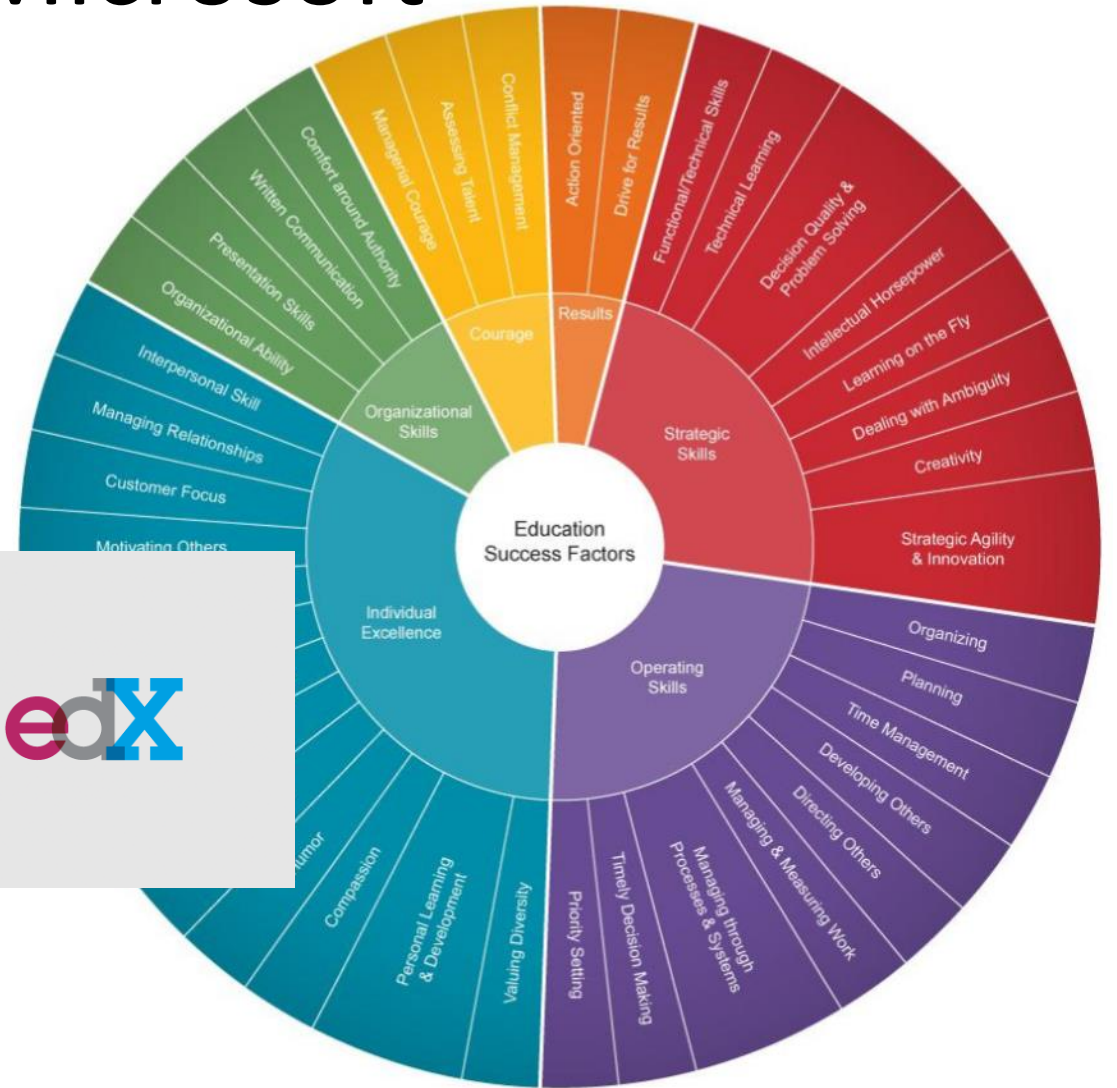 Microsoft
Education
Success Factors
Results
Action Oriented
Drive for Results
Strategic
Skills
Functional/Technical Skills
Technical Learning
Decision Quality &
Problem Solving
Intellectual Horsepower
Learning on the Fly
Dealing with Ambiguity
Creativity
Strategic Agility
& Innovation
Operating
Skills
Organizing
Planning
Time Management
Developing Others
Directing Others
Managing & Measuring Work
Managing through
Processes & Systems
Timely Decision Making
Priority Setting
Individual
Excellence
Valuing Diversity
Personal Learning
& Development
Compassion
Humor
Motivating Others
Customer Focus
Managing Relationships
Interpersonal Skill
Organizational
Skills
Organizational Ability
Presentation Skills
Written Communication
Comfort around Authority
Courage
Managerial Courage
Assessing Talent
Conflict Management
edX